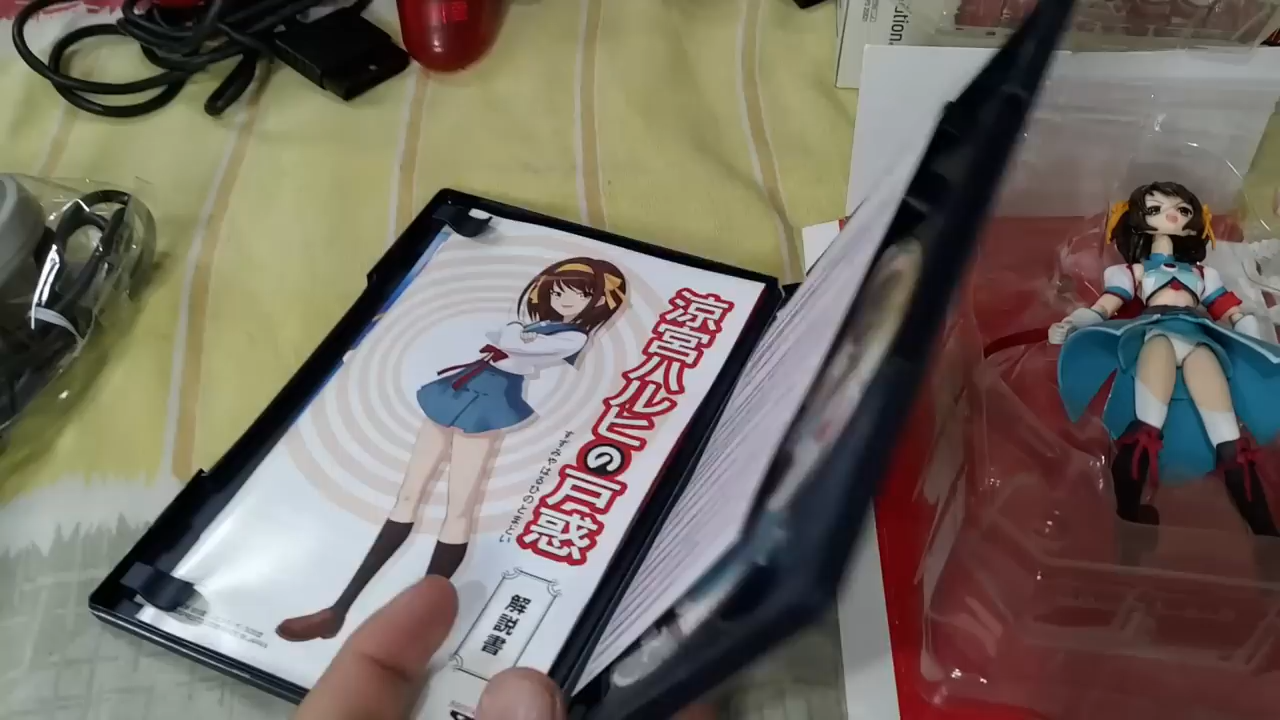 涼宮ハルヒの戸惑
すずみやはるひのとまどい
解説書
ution